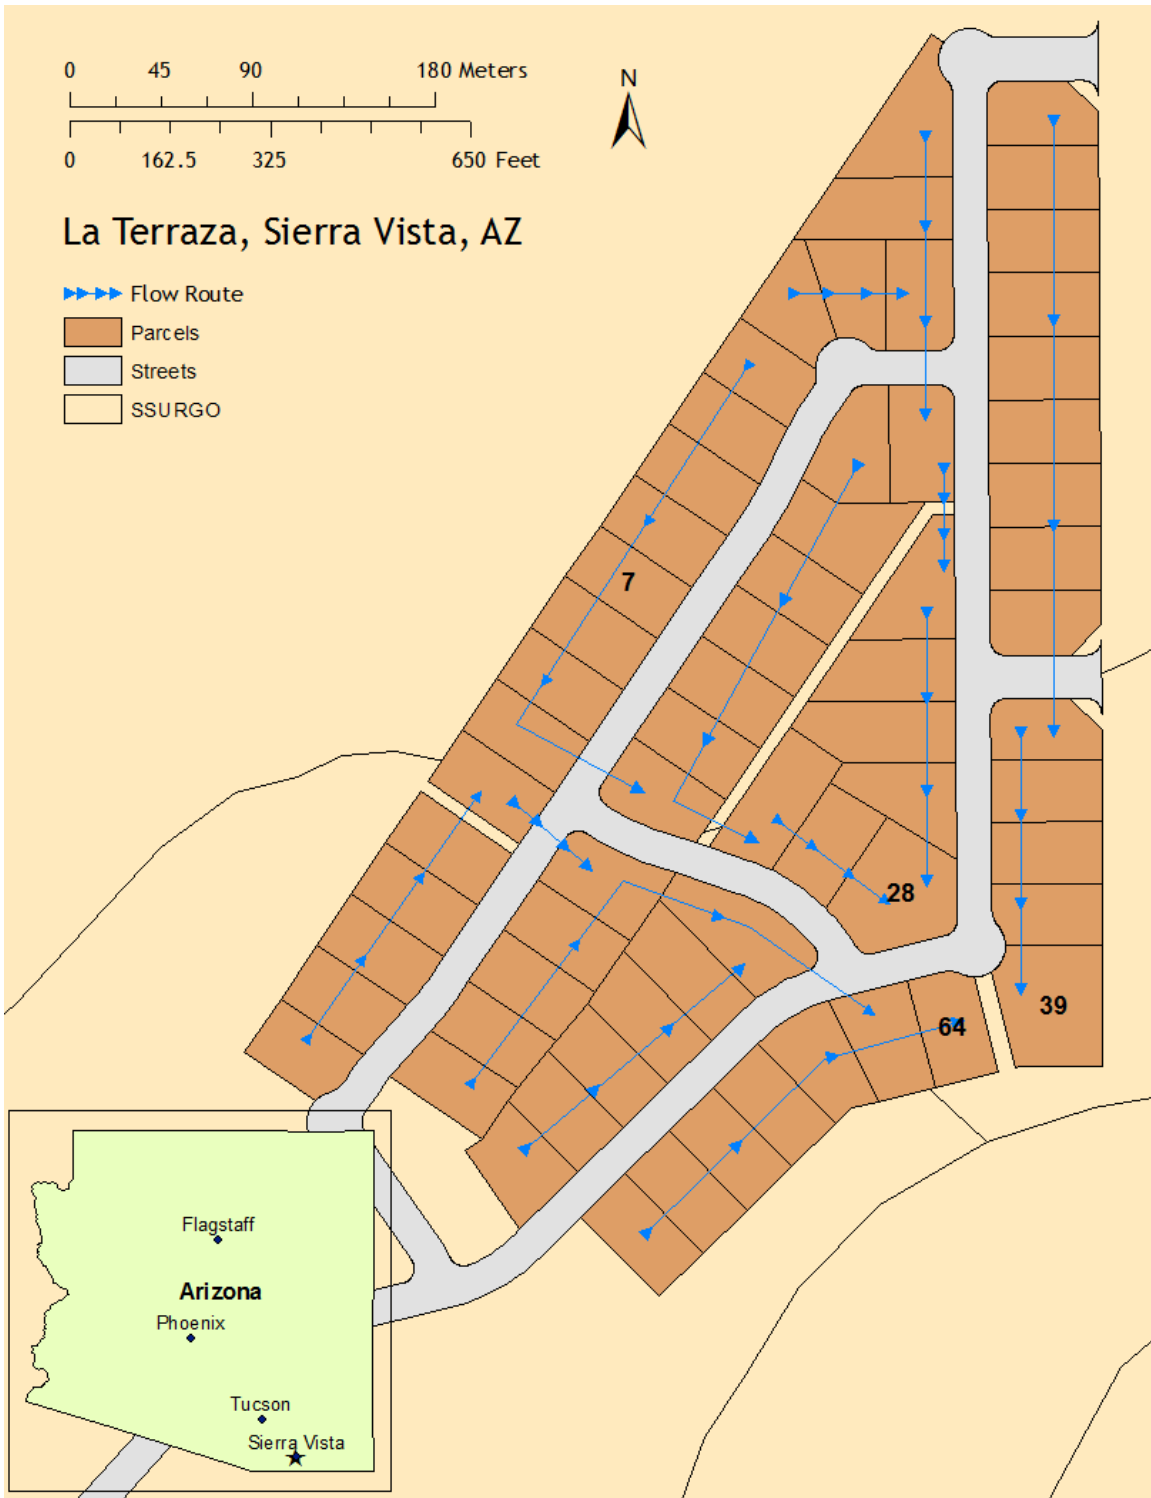 0 45 90 180 Meters
0 162.5 325 650 Feet
N
La Terraza, Sierra Vista, AZ
Flow Route
Parcels
Streets
SSURGO
7
28
39
64
Flagstaff
Arizona
Phoenix
Tucson
Sierra Vista